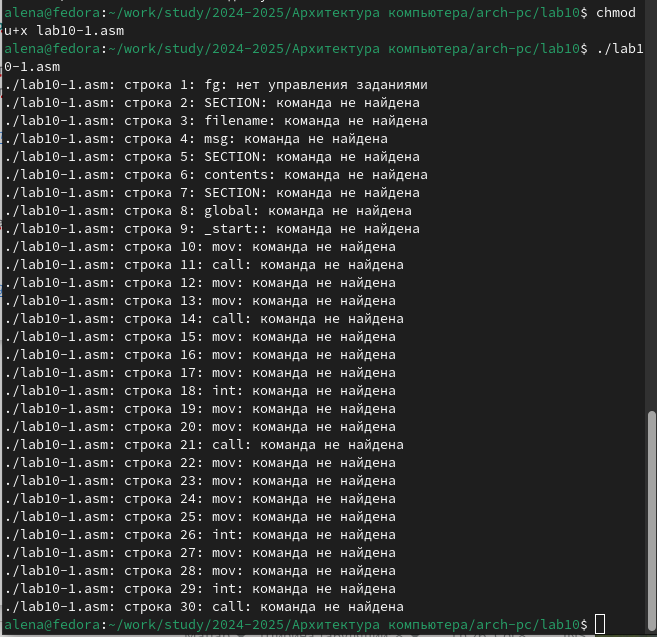 alena@fedora:~/work/study/2024-2025/Архитектура компьютера/arch-pc/lab10$ chmod
u+x lab10-1.asm
alena@fedora:~/work/study/2024-2025/Архитектура компьютера/arch-pc/lab10$ ./lab1
0-1.asm
./lab10-1.asm: строка 1: fg: нет управления заданиями
./lab10-1.asm: строка 2: SECTION: команда не найдена
./lab10-1.asm: строка 3: filename: команда не найдена
./lab10-1.asm: строка 4: msg: команда не найдена
./lab10-1.asm: строка 5: SECTION: команда не найдена
./lab10-1.asm: строка 6: contents: команда не найдена
./lab10-1.asm: строка 7: SECTION: команда не найдена
./lab10-1.asm: строка 8: global: команда не найдена
./lab10-1.asm: строка 9: _start:: команда не найдена
./lab10-1.asm: строка 10: mov: команда не найдена
./lab10-1.asm: строка 11: call: команда не найдена
./lab10-1.asm: строка 12: mov: команда не найдена
./lab10-1.asm: строка 13: mov: команда не найдена
./lab10-1.asm: строка 14: call: команда не найдена
./lab10-1.asm: строка 15: mov: команда не найдена
./lab10-1.asm: строка 16: mov: команда не найдена
./lab10-1.asm: строка 17: mov: команда не найдена
./lab10-1.asm: строка 18: int: команда не найдена
./lab10-1.asm: строка 19: mov: команда не найдена
./lab10-1.asm: строка 20: mov: команда не найдена
./lab10-1.asm: строка 21: call: команда не найдена
./lab10-1.asm: строка 22: mov: команда не найдена
./lab10-1.asm: строка 23: mov: команда не найдена
./lab10-1.asm: строка 24: mov: команда не найдена
./lab10-1.asm: строка 25: mov: команда не найдена
./lab10-1.asm: строка 26: int: команда не найдена
./lab10-1.asm: строка 27: mov: команда не найдена
./lab10-1.asm: строка 28: mov: команда не найдена
./lab10-1.asm: строка 29: int: команда не найдена
./lab10-1.asm: строка 30: call: команда не найдена
alena@fedora:~/work/study/2024-2025/Архитектура компьютера/arch-pc/lab10$